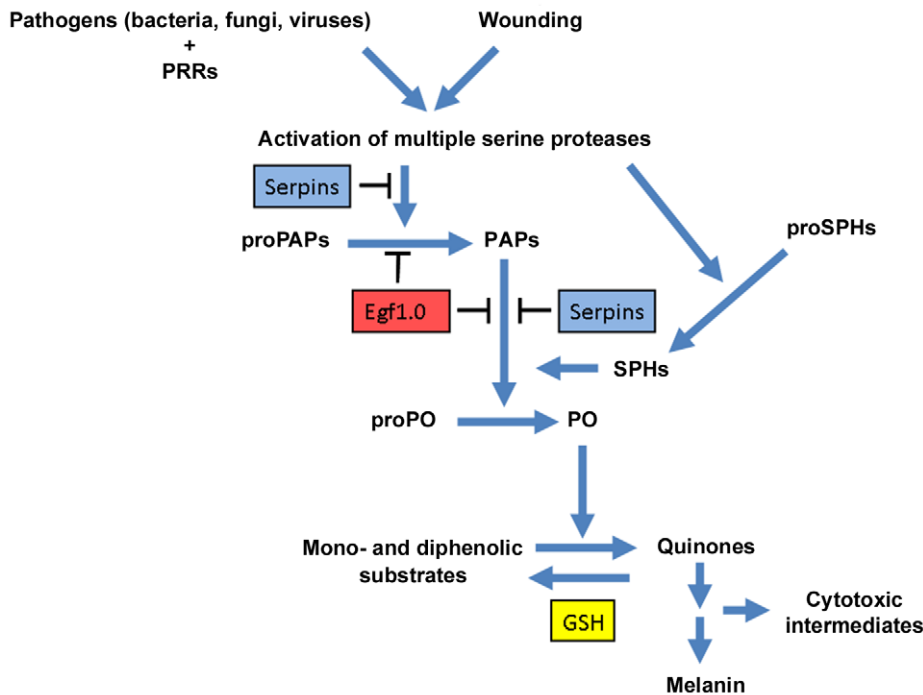 Pathogens (bacteria, fungi, viruses)
+
PRRs
Wounding
Activation of multiple serine proteases
Serpins
proPAPs
PAPs
proSPHs
Egf1.0
Serpins
SPHs
proPO
PO
Mono- and diphenolic
substrates
Quinones
GSH
Cytotoxic
intermediates
Melanin